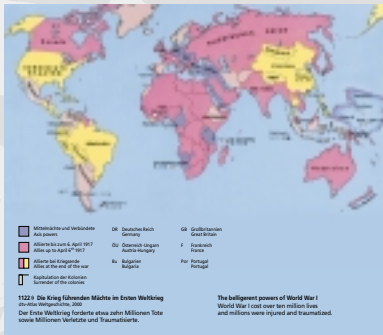 Mittelmächte und Verbündete
Axis powers
Alliierte bis zum 6. April 1917
Allies up to April 6th 1917
Alliierte bei Kriegsende
Allies at the end of the war
Kapitulation der Kolonien
Surrender of the colonies
DR Deutsches Reich
Germany
ÖU Österreich-Ungarn
Austria-Hungary
Bu Bulgarien
Bulgaria
GB Großbritannien
Great Britain
F Frankreich
France
Por Portugal
Portugal
1122 Die Krieg führenden Mächte im Ersten Weltkrieg
dtv-Atlas Weltgeschichte, 2000
Der Erste Weltkrieg forderte etwa zehn Millionen Tote
sowie Millionen Verletzte und Traumatisierte.
The belligerent powers of World War I
World War I cost over ten million lives
and millions were injured and traumatized.